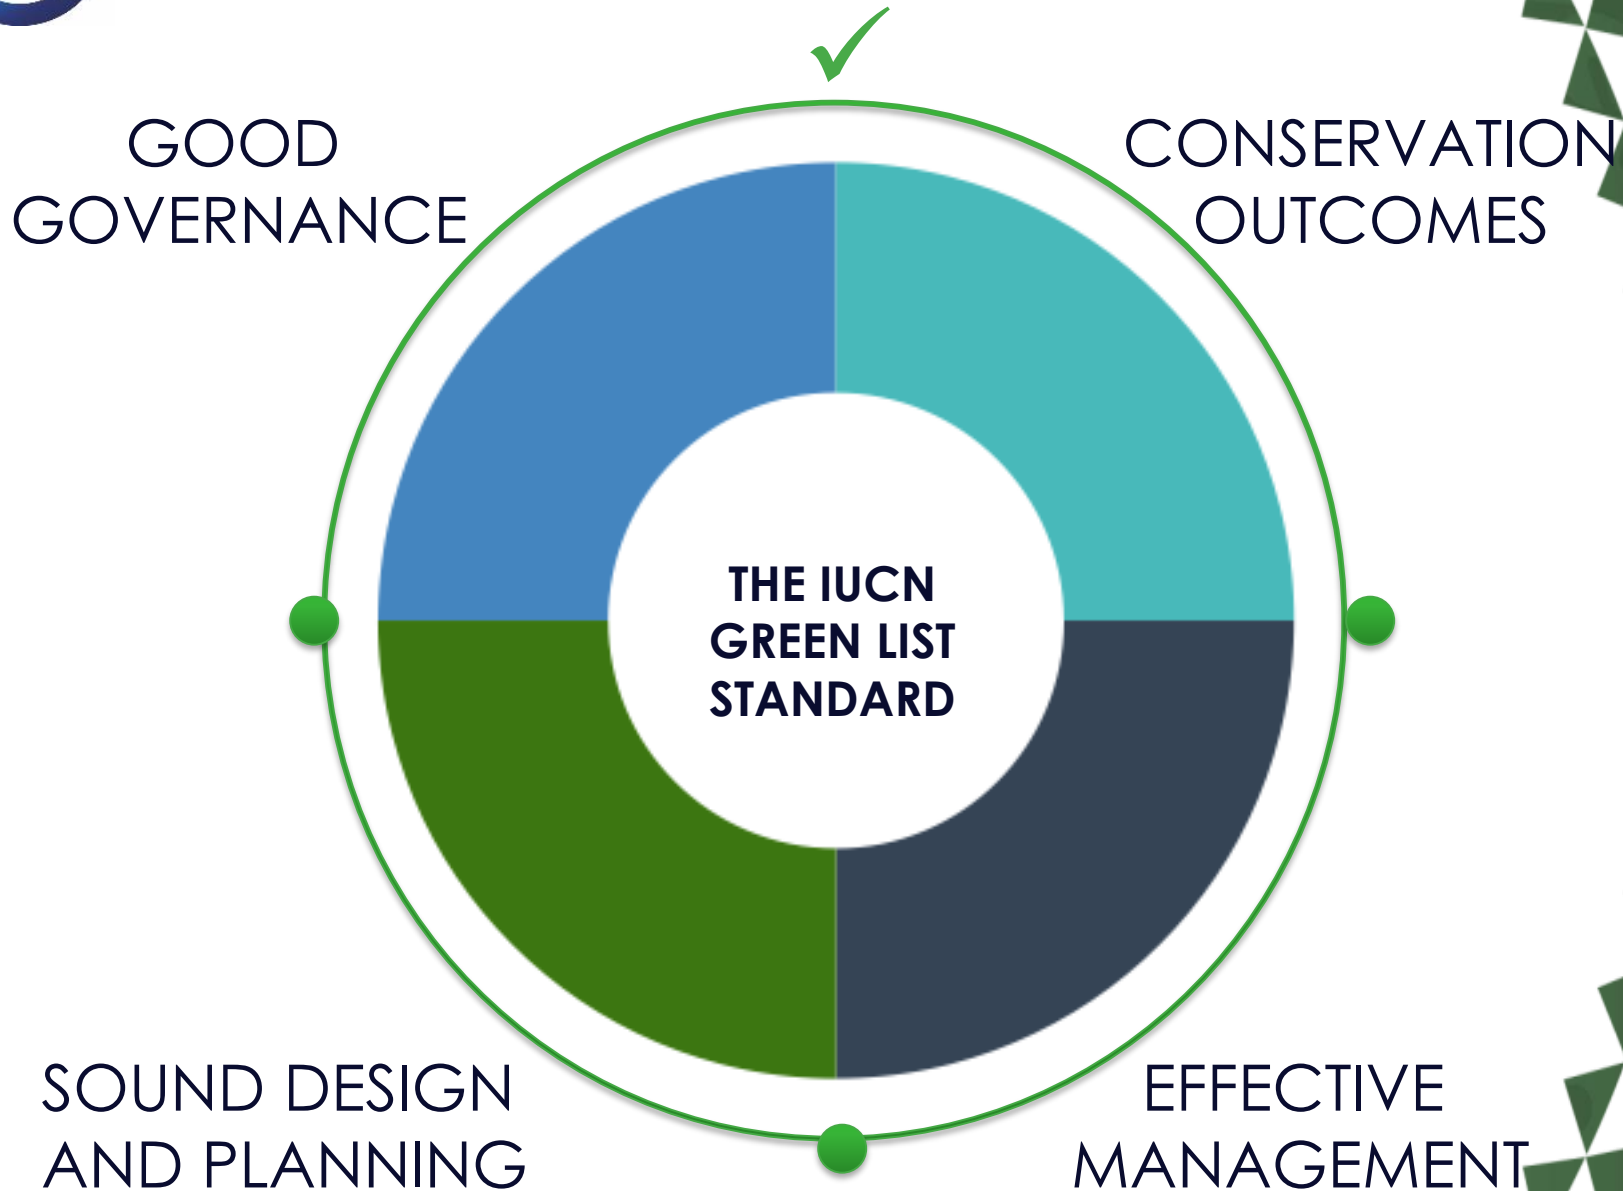 GOOD
GOVERNANCE
CONSERVATION
OUTCOMES
THE IUCN
GREEN LIST
STANDARD
SOUND DESIGN
AND PLANNING
EFFECTIVE
MANAGEMENT